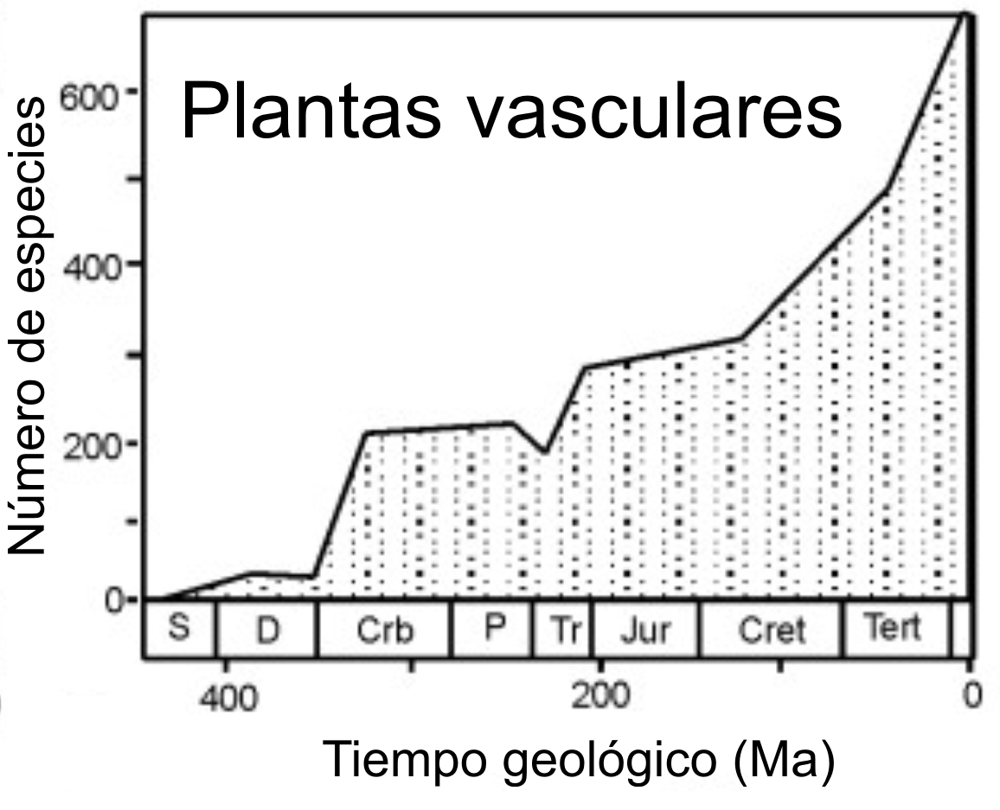 Plantas vasculares
Número de especies
600
400
200
0
S D Crb P Tr Jur Cret Tert
400 200 0
Tiempo geológico (Ma)